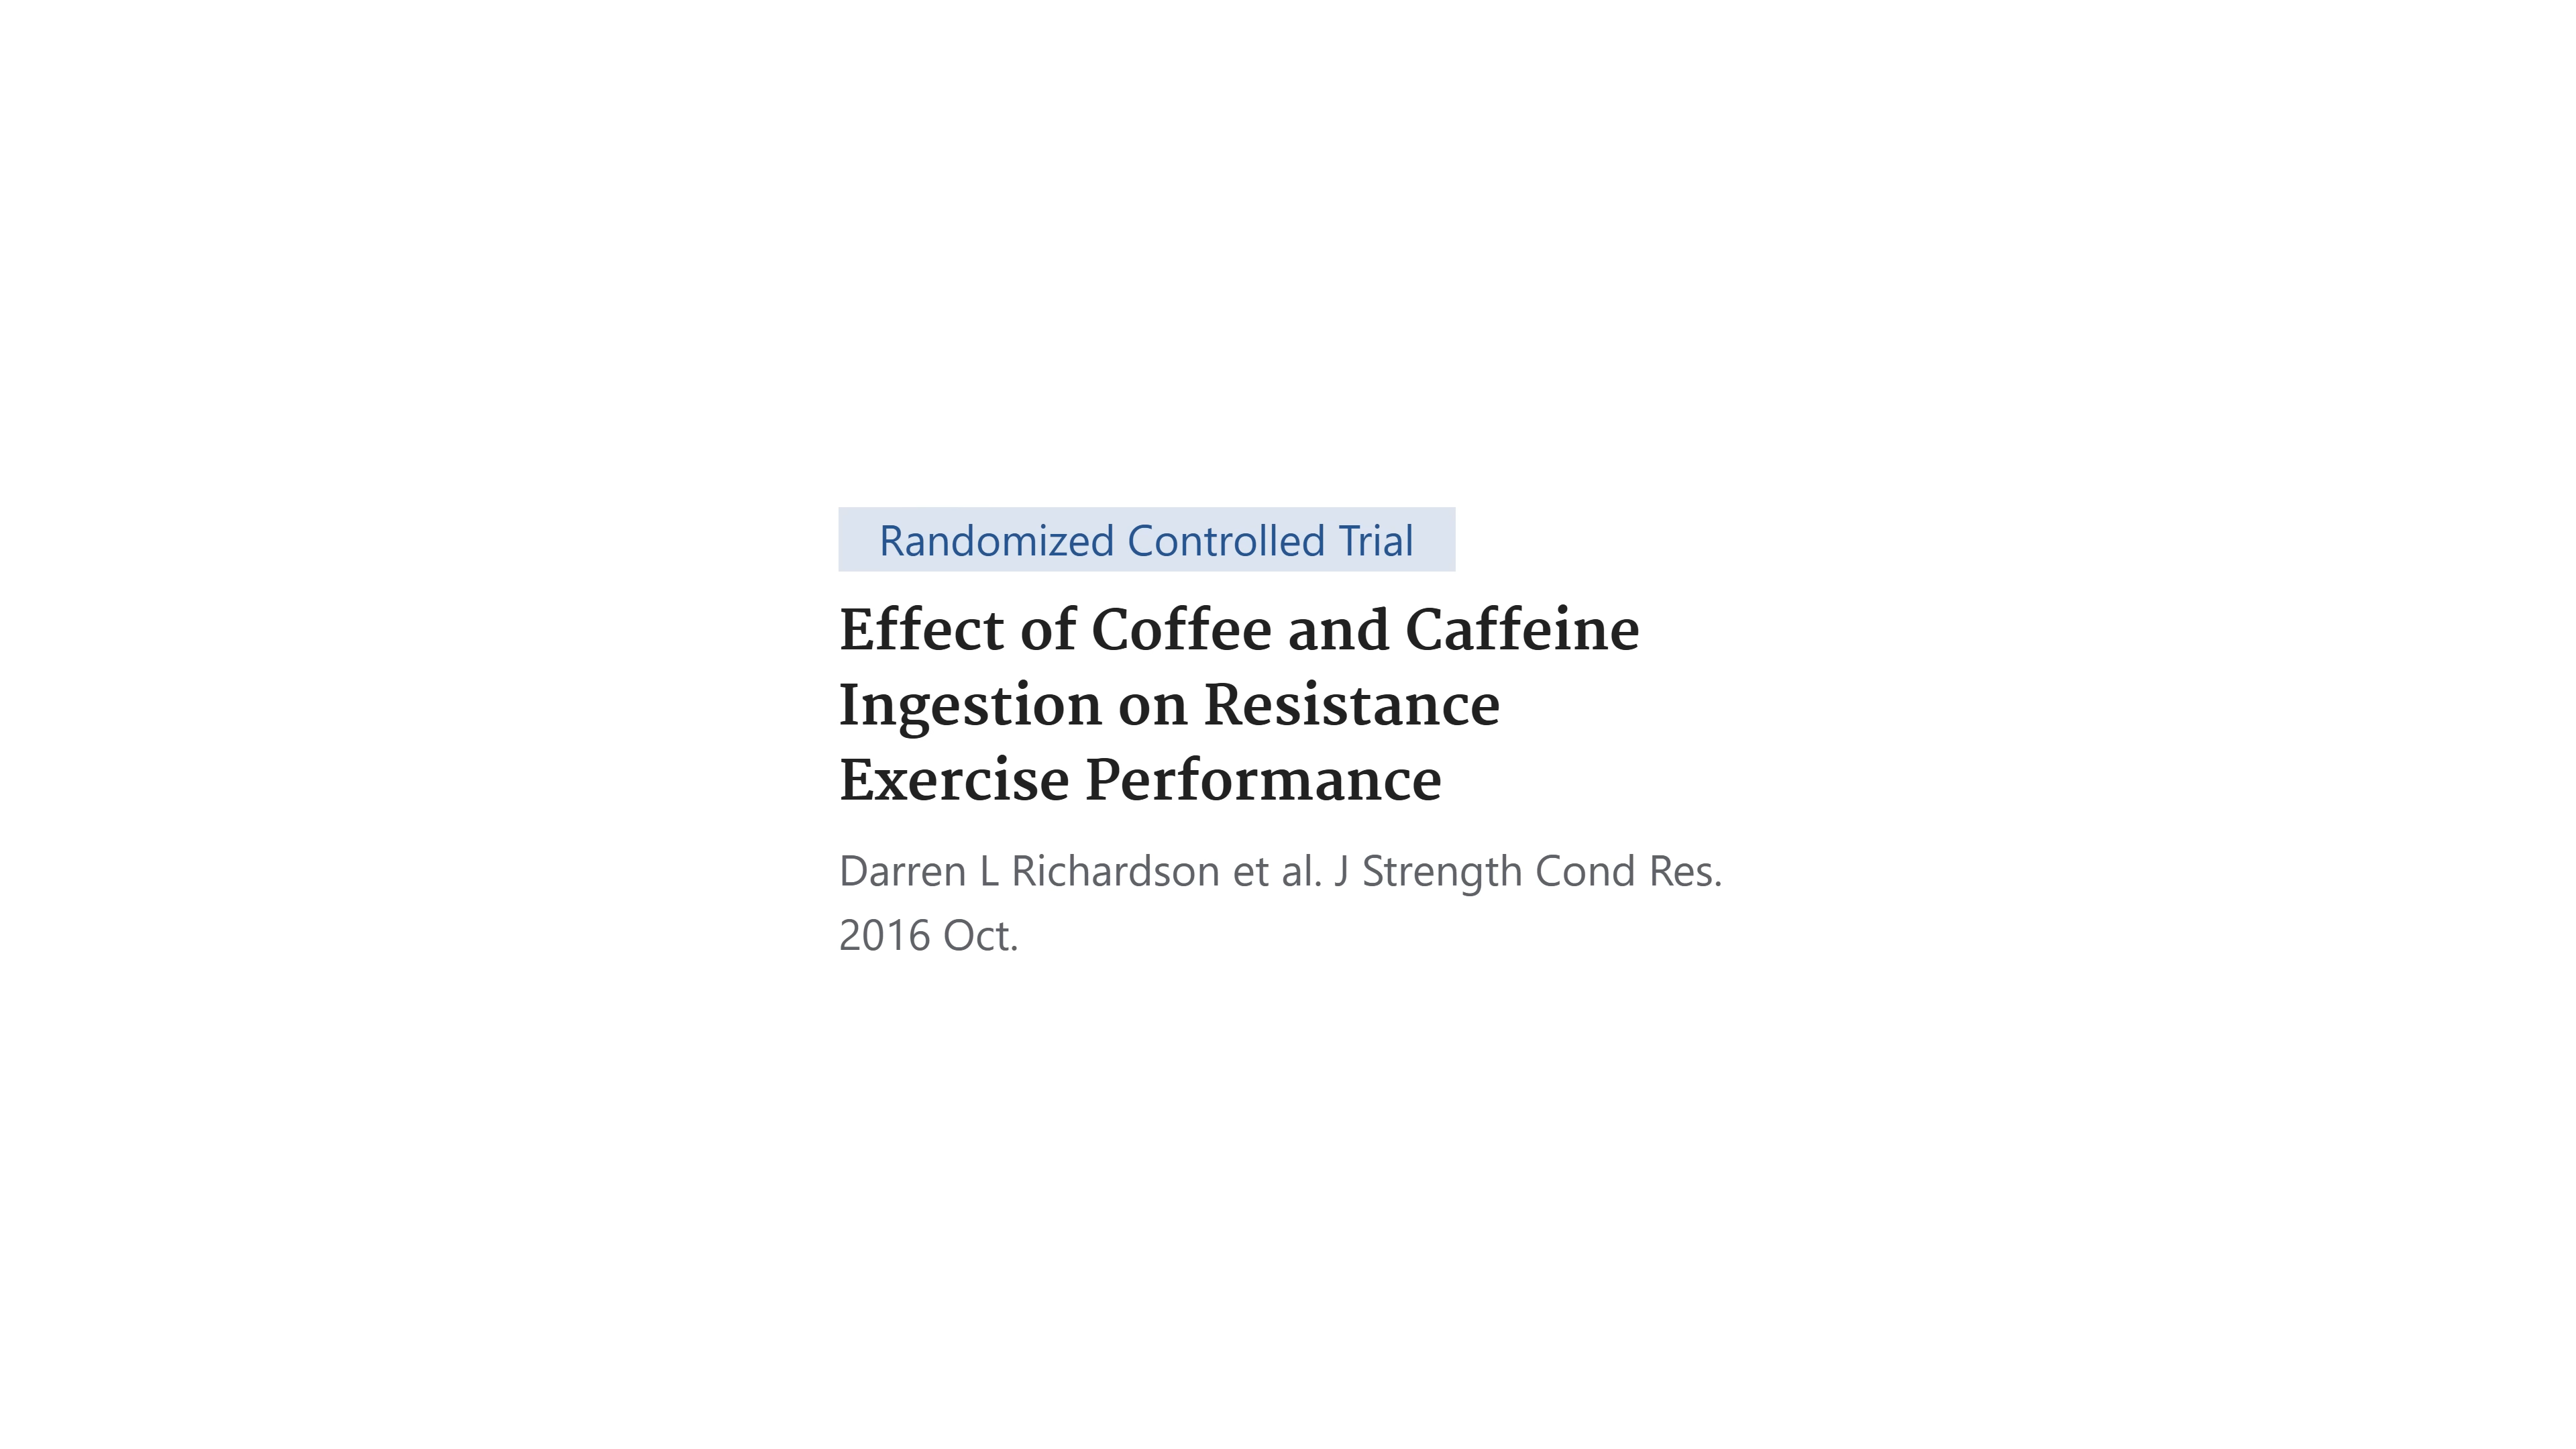 Randomized Controlled Trial
Effect of Coffee and Caffeine
Ingestion on Resistance
Exercise Performance
Darren L Richardson et al. J Strength Cond Res.
2016 Oct.